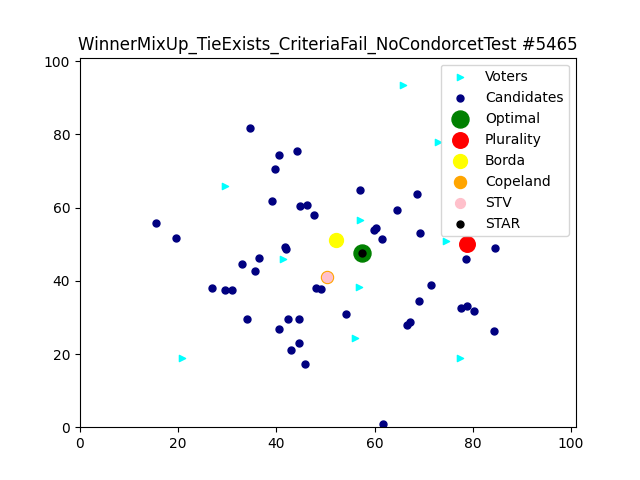 WinnerMixUp_TieExists_CriteriaFail_NoCondorcetTest #5465
100
80
60
40
20
0
0 20 40 60 80 100
Voters
Candidates
Optimal
Plurality
Borda
Copeland
STV
STAR